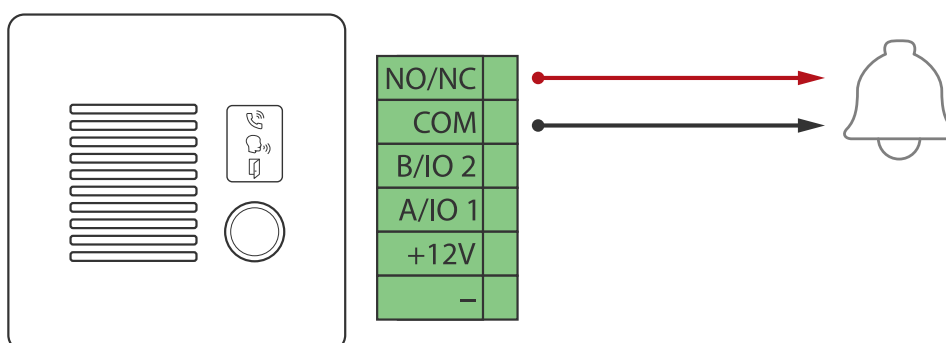 NO/NC
COM
B/IO 2
A/IO 1
+12V
–